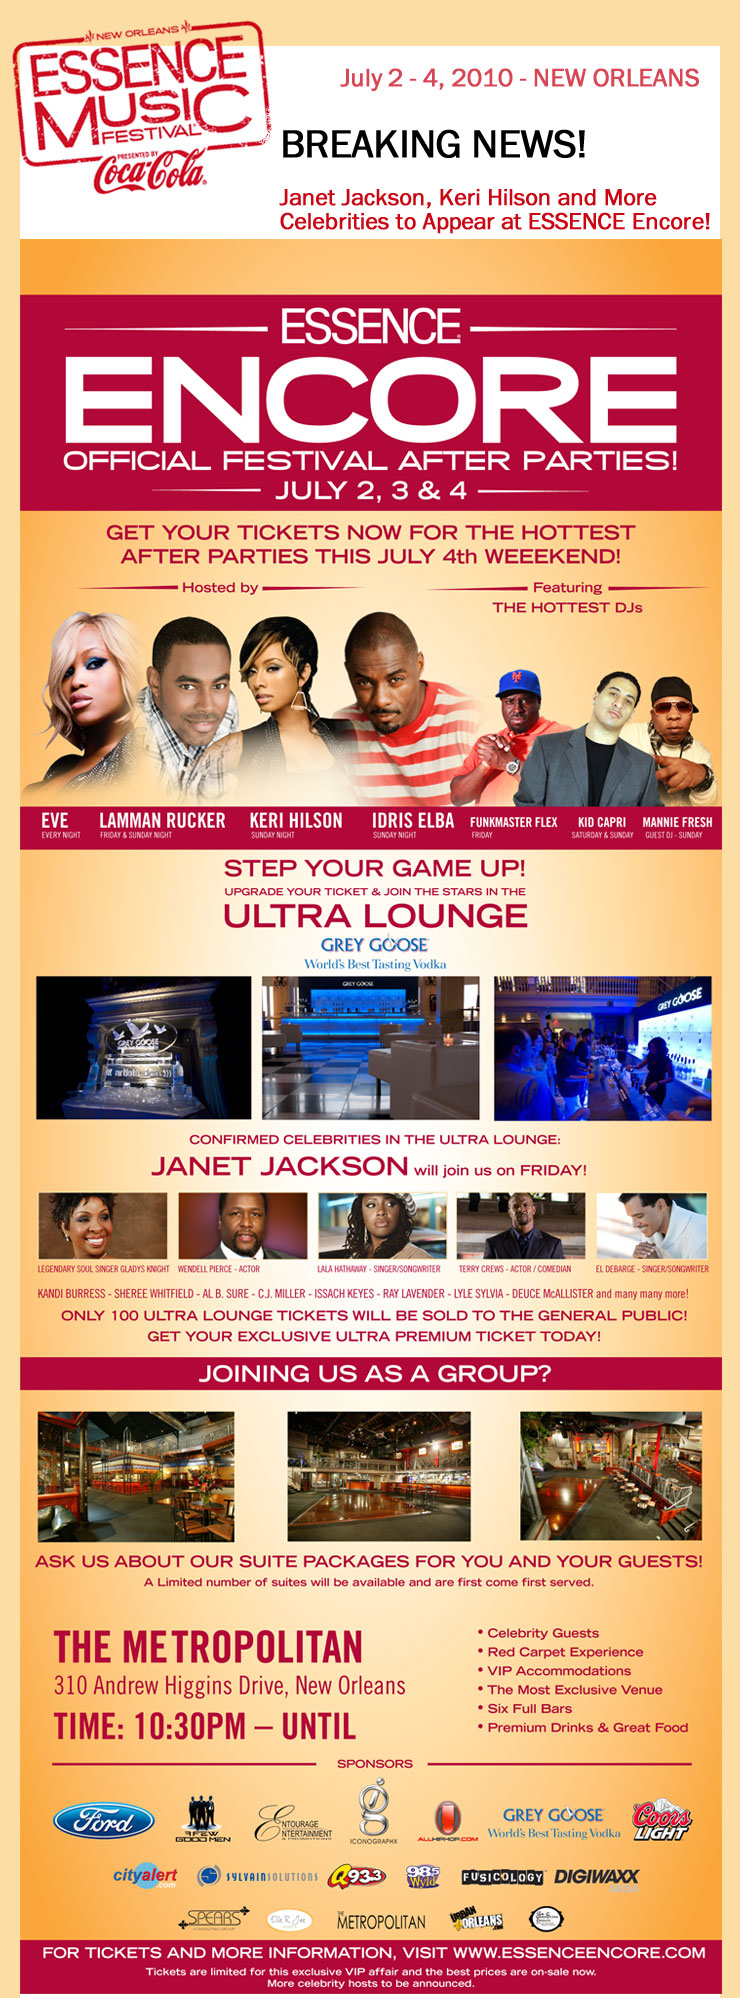 NEW ORLEANS
ESSENCE
MUSIC
FESTIVAL
PRESENTED BY
Coca-Cola
July 2 - 4, 2010 - NEW ORLEANS
BREAKING NEWS!
Janet Jackson, Keri Hilson and More
Celebrities to Appear at ESSENCE Encore!
ESSENCE
ENCORE
OFFICIAL FESTIVAL AFTER PARTIES!
JULY 2, 3 & 4
GET YOUR TICKETS NOW FOR THE HOTTEST
AFTER PARTIES THIS JULY 4th WEEEKEND!
Hosted by
Featuring
THE HOTTEST DJs
EVE
EVERY NIGHT
LAMMAN RUCKER
FRIDAY & SUNDAY NIGHT
KERI HILSON
SUNDAY NIGHT
IDRIS ELBA
SUNDAY NIGHT
FUNKMASTER FLEX
FRIDAY
KID CAPRI
SATURDAY & SUNDAY
MANNIE FRESH
GUEST DJ - SUNDAY
STEP YOUR GAME UP!
UPGRADE YOUR TICKET & JOIN THE STARS IN THE
ULTRA LOUNGE
GREY GOOSE
World's Best Tasting Vodka
GREY GOOSE
GREY GOOSE
GREY GOOSE
CONFIRMED CELEBRITIES IN THE ULTRA LOUNGE:
JANET JACKSON will join us on FRIDAY!
LEGENDARY SOUL SINGER GLADYS KNIGHT
WENDELL PIERCE - ACTOR
LALA HATHAWAY - SINGER/SONGWRITER
TERRY CREWS - ACTOR / COMEDIAN
EL DEBARGE - SINGER/SONGWRITER
KANDI BURRESS - SHEREE WHITFIELD - AL B. SURE - C.J. MILLER - ISSACH KEYES - RAY LAVENDER - LYLE SYLVIA - DEUCE McALLISTER and many many more!
ONLY 100 ULTRA LOUNGE TICKETS WILL BE SOLD TO THE GENERAL PUBLIC!
GET YOUR EXCLUSIVE ULTRA PREMIUM TICKET TODAY!
JOINING US AS A GROUP?
ASK US ABOUT OUR SUITE PACKAGES FOR YOU AND YOUR GUESTS!
A Limited number of suites will be available and are first come first served.
THE METROPOLITAN
310 Andrew Higgins Drive, New Orleans
TIME: 10:30PM – UNTIL
• Celebrity Guests
• Red Carpet Experience
• VIP Accommodations
• The Most Exclusive Venue
• Six Full Bars
• Premium Drinks & Great Food
SPONSORS
Ford
A FEW
GOOD MEN
ENTOURAGE
ENTERTAINMENT
ICONOGRAPHX
ALLHIPHOP.COM
GREY GOOSE
World's Best Tasting Vodka
Coors
LIGHT
cityalert
.com
SYLVAINSOLUTIONS
Q93.3
98.5
Wyld
FUSICOLOGY
DIGIWAXX
SPEARS
CONSULTING GROUP
THE METROPOLITAN
URBAN
ORLEANS
FOR TICKETS AND MORE INFORMATION, VISIT WWW.ESSENCEENCORE.COM
Tickets are limited for this exclusive VIP affair and the best prices are on-sale now.
More celebrity hosts to be announced.